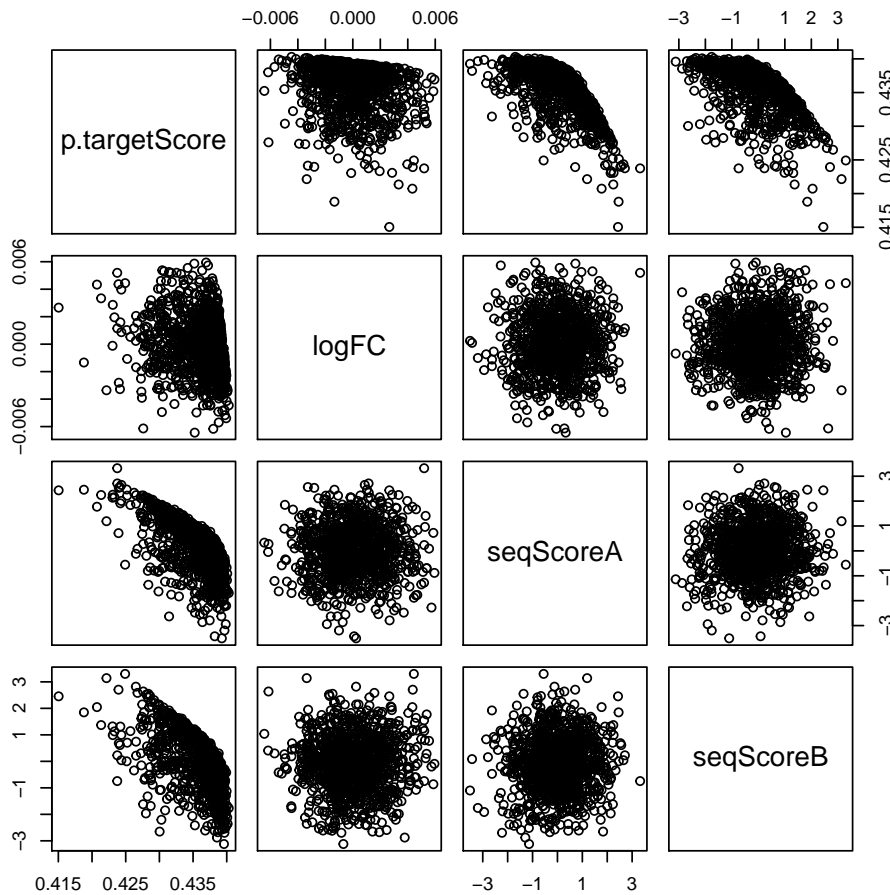 −0.006 0.000 0.006 −3 −1 1 2 3
p.targetScore 0.415 0.425 0.435
−0.006 0.000 0.006 logFC
seqScoreA −3 −1 1 3
−3 −1 1 2 3 seqScoreB
0.415 0.425 0.435 −3 −1 1 3